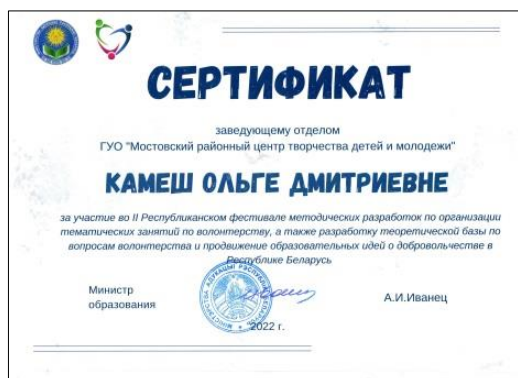 СЕРТИФИКАТ
заведующему отделом
ГУО "Мостовский районный центр творчества детей и молодежи"
КАМЕШ ОЛЬГЕ ДМИТРИЕВНЕ
за участие во II Республиканском фестивале методических разработок по организации
тематических занятий по волонтерству, а также разработку теоретической базы по
вопросам волонтерства и продвижение образовательных идей о добровольчестве в
Республике Беларусь
Министр
образования
А.И.Иванец
2022 г.